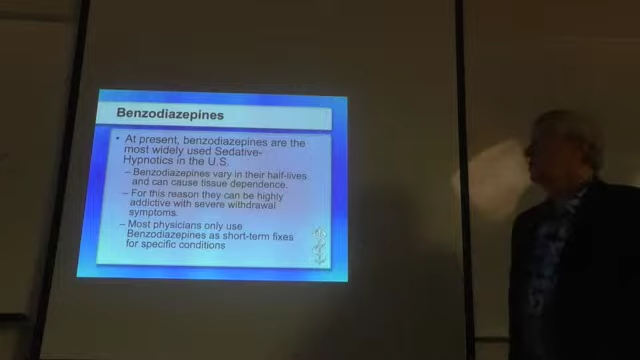 Benzodiazepines
• At present, benzodiazepines are the
most widely used Sedative-
Hypnotics in the U.S.
– Benzodiazepines vary in their half-lives
and can cause tissue dependence.
– For this reason they can be highly
addictive with severe withdrawal
symptoms.
– Most physicians only use
Benzodiazepines as short-term fixes
for specific conditions